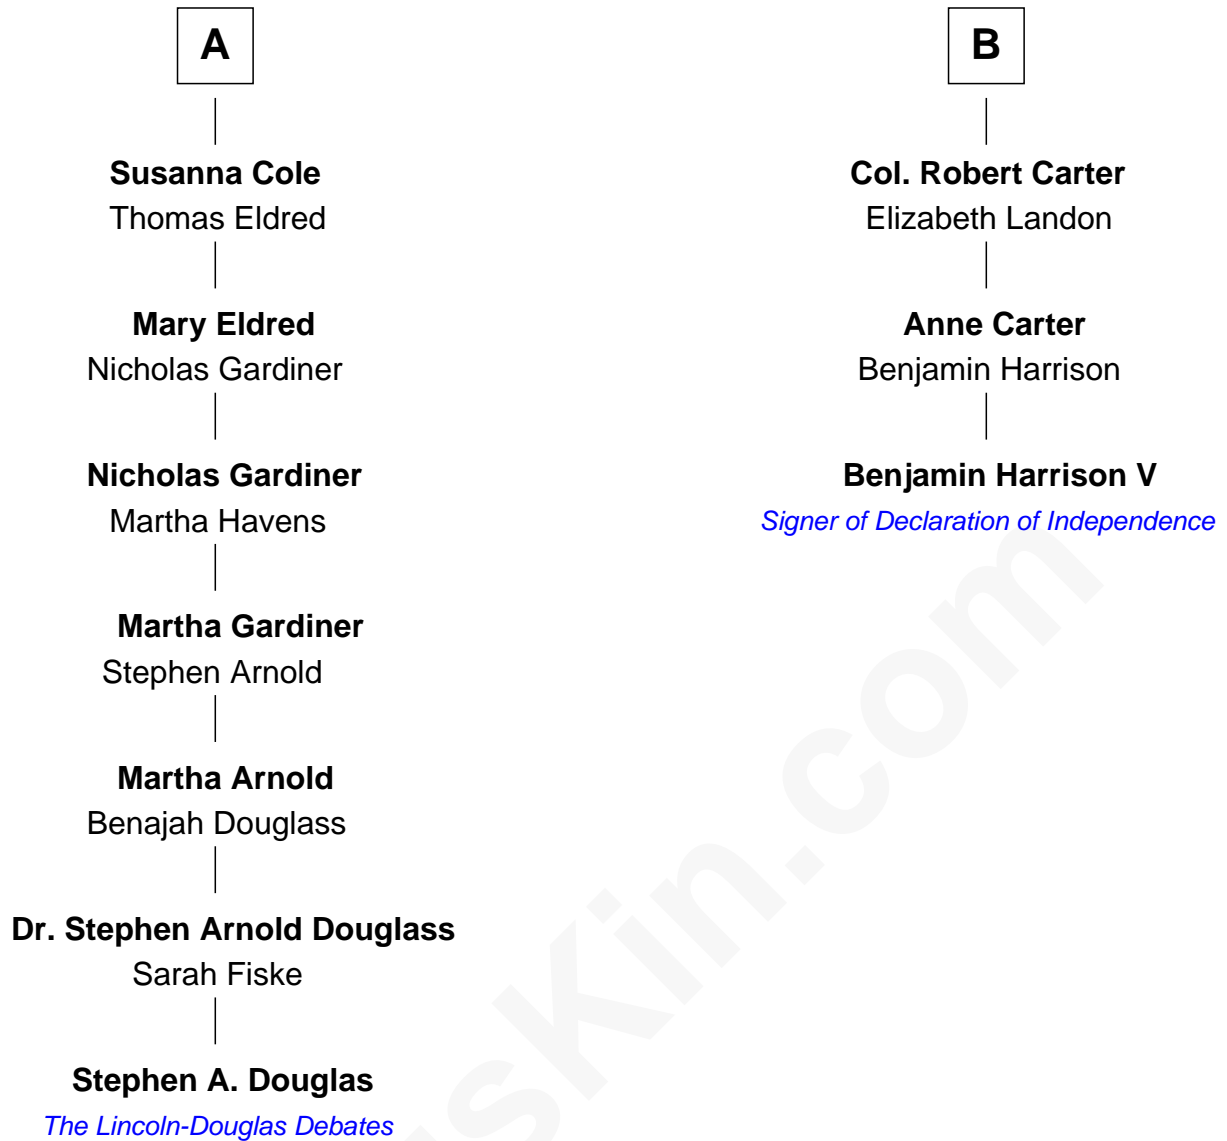 A
Susanna Cole
Thomas Eldred
Mary Eldred
Nicholas Gardiner
Nicholas Gardiner
Martha Havens
Martha Gardiner
Stephen Arnold
Martha Arnold
Benajah Douglass
Dr. Stephen Arnold Douglass
Sarah Fiske
Stephen A. Douglas
The Lincoln-Douglas Debates
B
Col. Robert Carter
Elizabeth Landon
Anne Carter
Benjamin Harrison
Benjamin Harrison V
Signer of Declaration of Independence